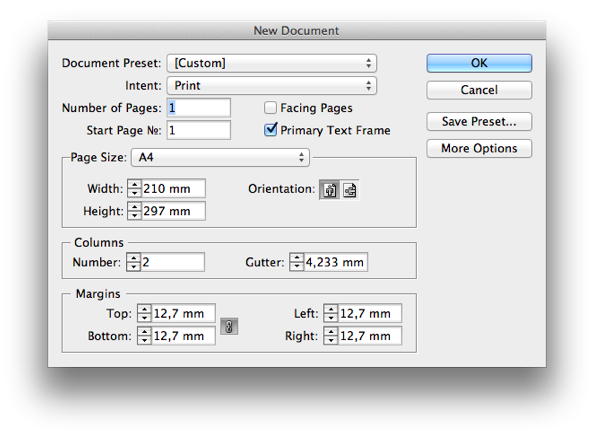 New Document
Document Preset: [Custom] OK
Intent: Print Cancel
Number of Pages: 1 Facing Pages Save Preset...
Start Page №: 1 Primary Text Frame More Options
Page Size: A4
Width: 210 mm Orientation:
Height: 297 mm
Columns
Number: 2 Gutter: 4,233 mm
Margins
Top: 12,7 mm Left: 12,7 mm
Bottom: 12,7 mm Right: 12,7 mm